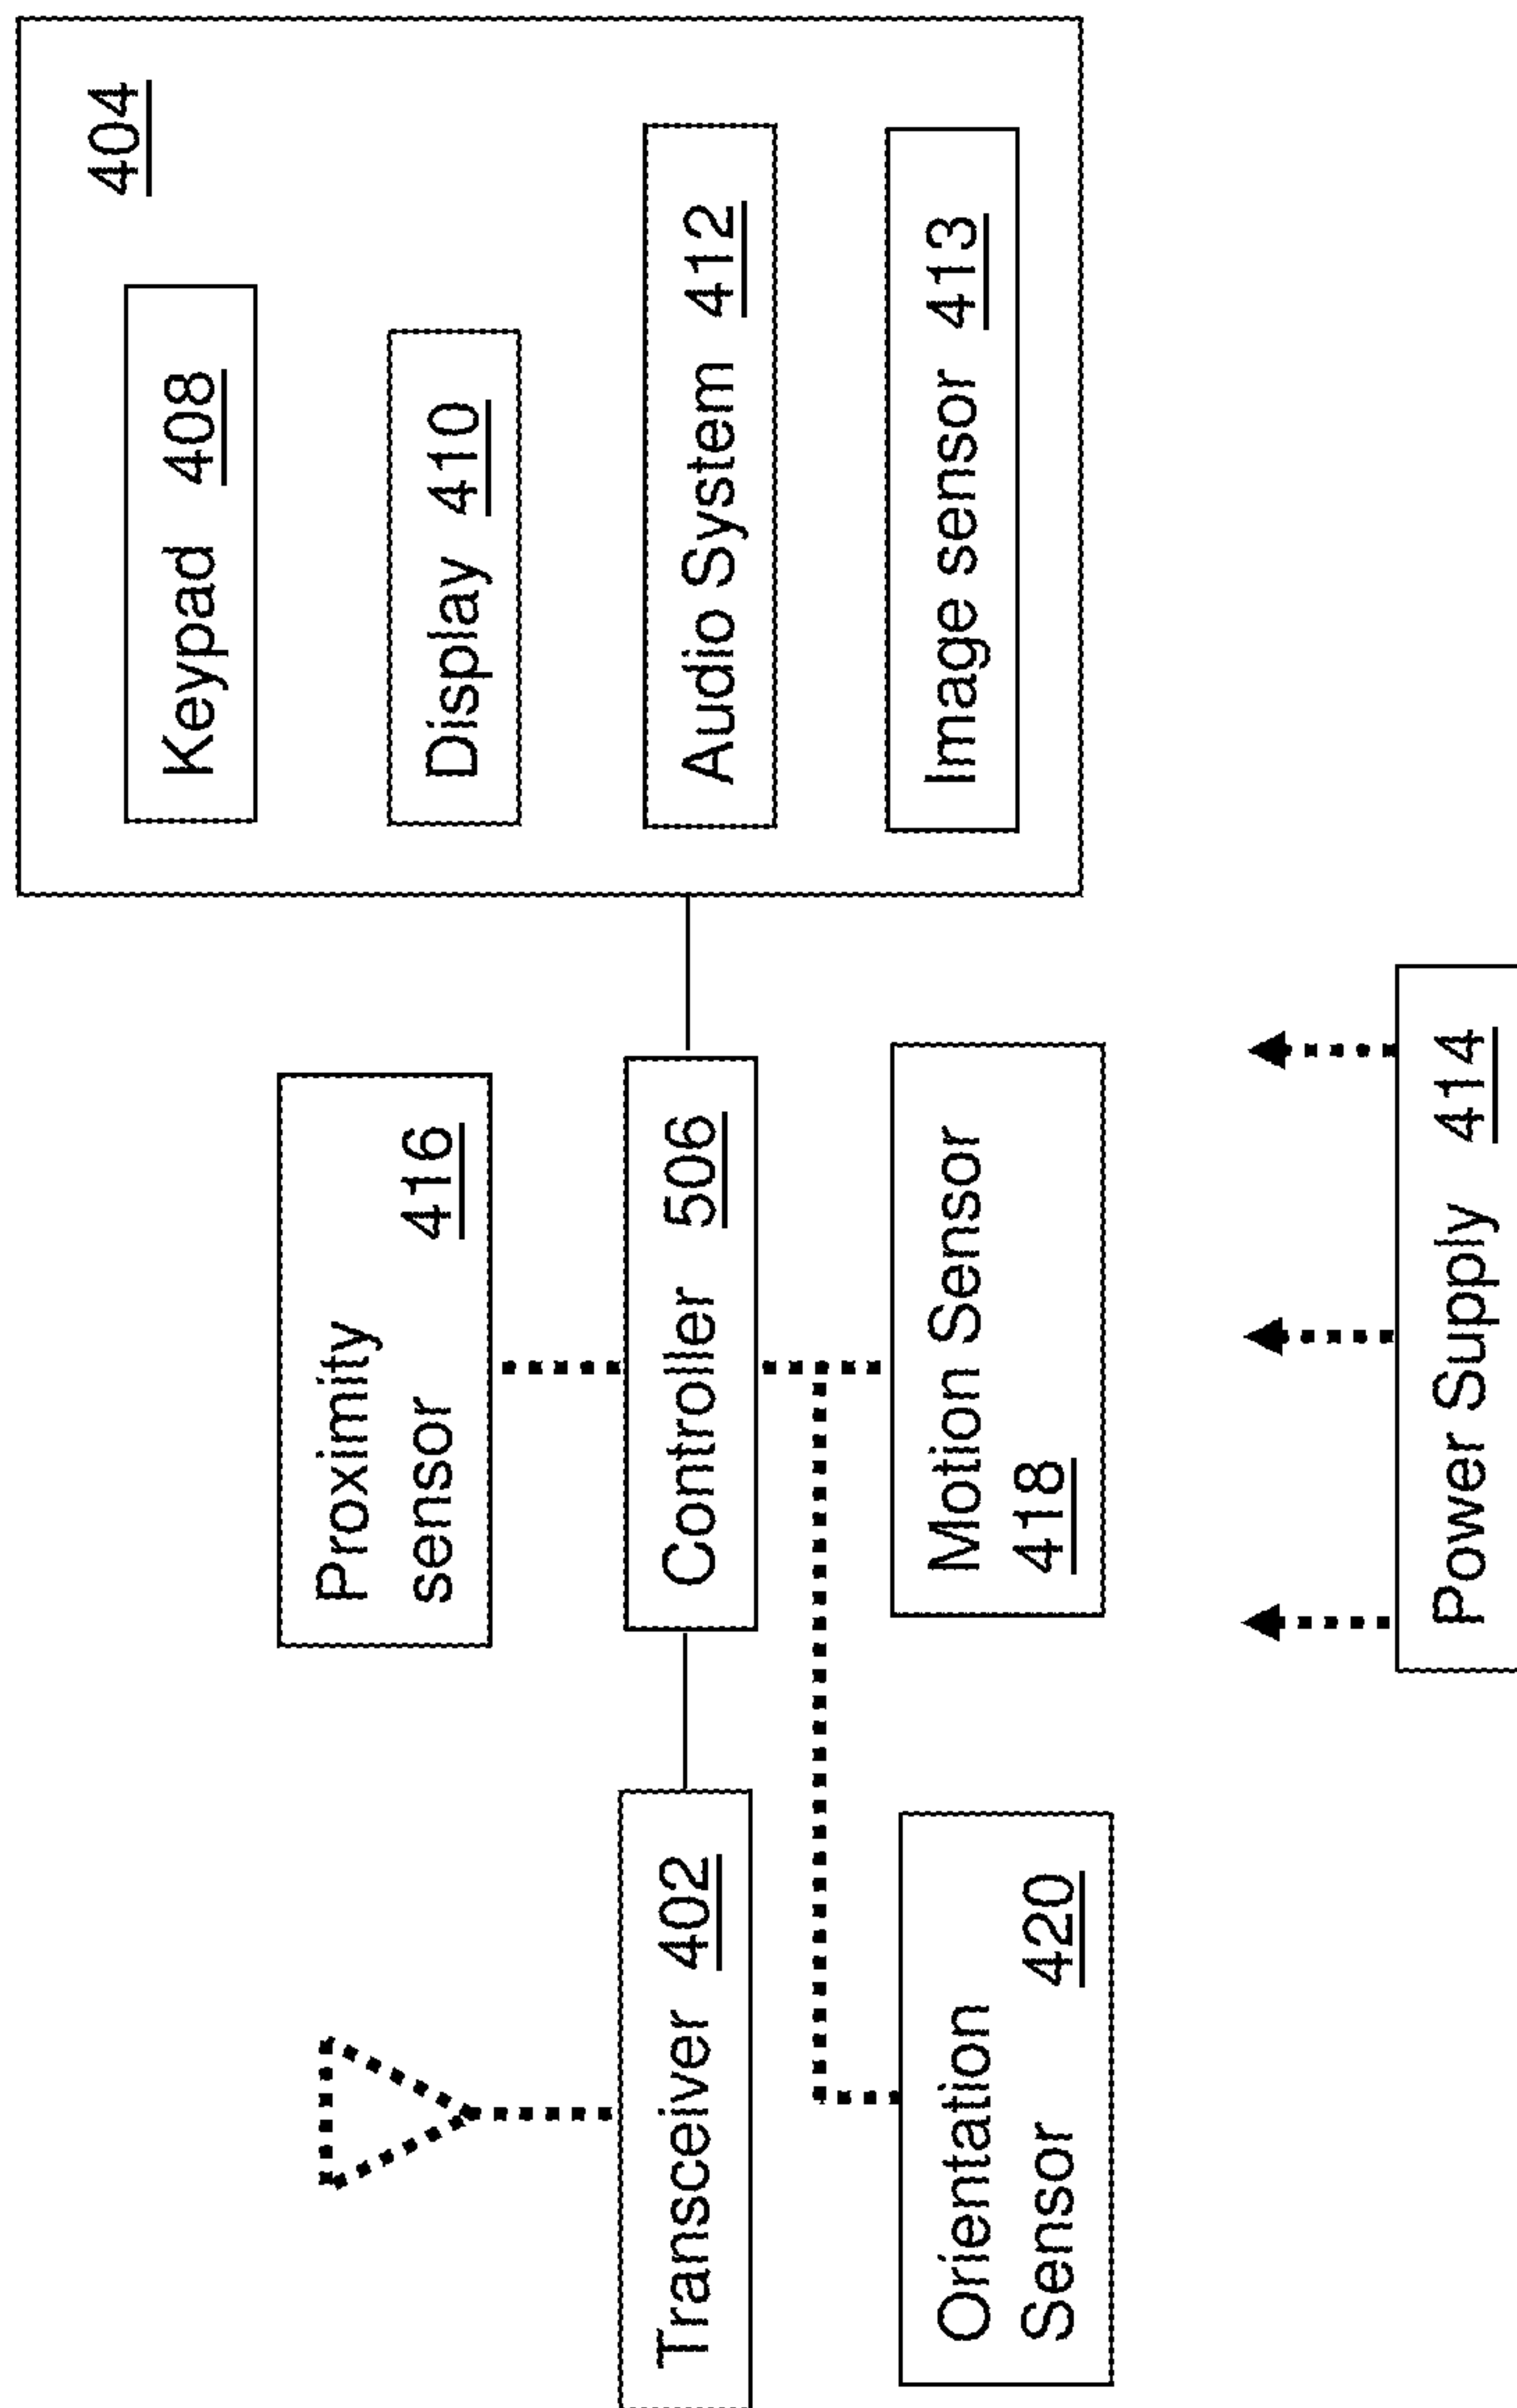 404
Keypad 408
Display 410
Audio System 412
Image sensor 413
Proximity
sensor 416
Controller 506
Motion Sensor
418
Transceiver 402
Orientation
Sensor 420
Power Supply 414